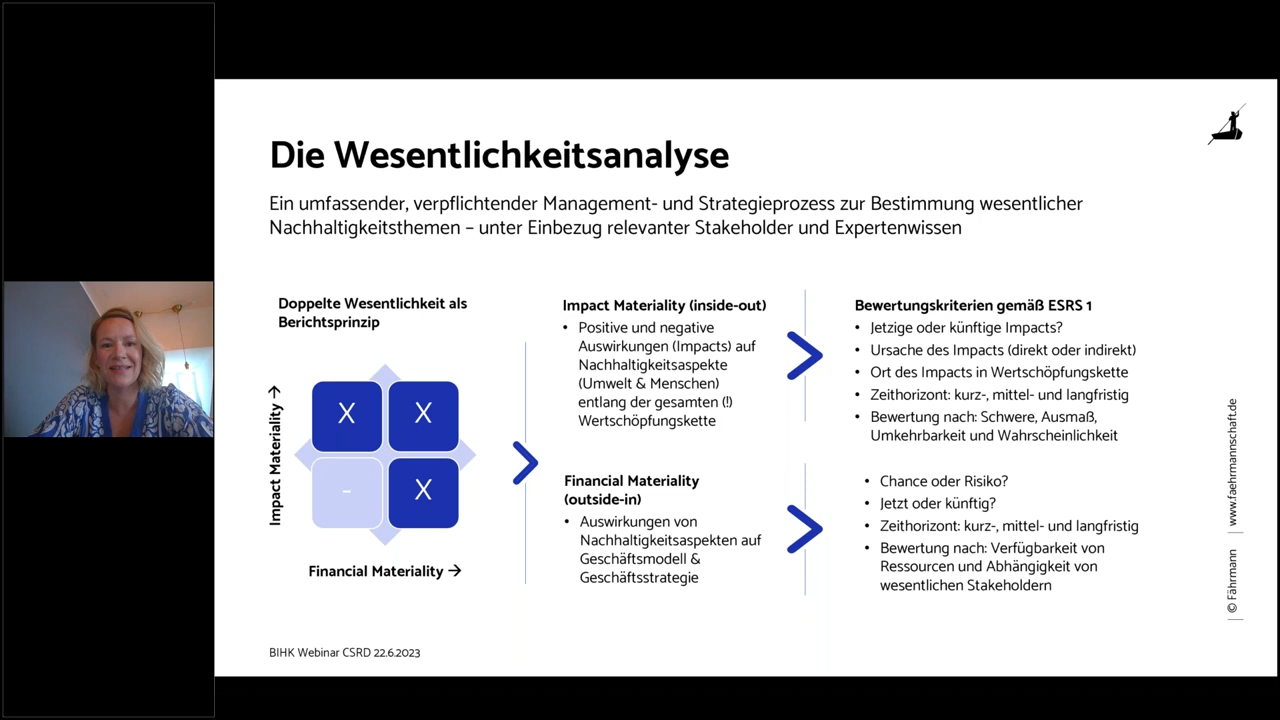 Die Wesentlichkeitsanalyse
Ein umfassender, verpflichtender Management- und Strategieprozess zur Bestimmung wesentlicher
Nachhaltigkeitsthemen – unter Einbezug relevanter Stakeholder und Expertenwissen
Doppelte Wesentlichkeit als
Berichtsprinzip
Impact Materiality →
X
X
-
X
Financial Materiality →
Impact Materiality (inside-out)
• Positive und negative
Auswirkungen (Impacts) auf
Nachhaltigkeitsaspekte
(Umwelt & Menschen)
entlang der gesamten (!)
Wertschöpfungskette
Financial Materiality
(outside-in)
• Auswirkungen von
Nachhaltigkeitsaspekten auf
Geschäftsmodell &
Geschäftsstrategie
Bewertungskriterien gemäß ESRS 1
• Jetzige oder künftige Impacts?
• Ursache des Impacts (direkt oder indirekt)
• Ort des Impacts in Wertschöpfungskette
• Zeithorizont: kurz-, mittel- und langfristig
• Bewertung nach: Schwere, Ausmaß,
Umkehrbarkeit und Wahrscheinlichkeit
• Chance oder Risiko?
• Jetzt oder künftig?
• Zeithorizont: kurz-, mittel- und langfristig
• Bewertung nach: Verfügbarkeit von
Ressourcen und Abhängigkeit von
wesentlichen Stakeholdern
© Fährmann | www.faehrmannschaft.de
BIHK Webinar CSRD 22.6.2023